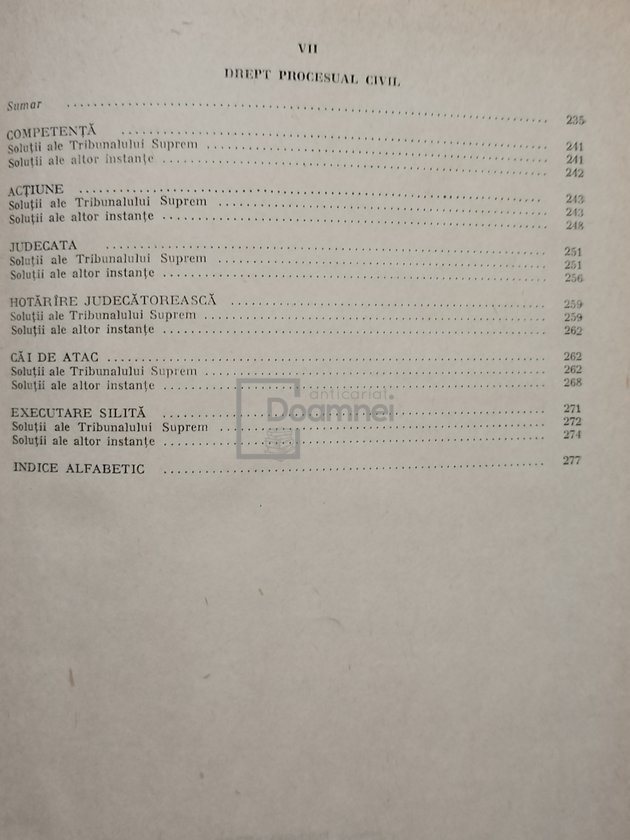 VII
DREPT PROCESUAL CIVIL
Sumar ........ 235
COMPETENȚĂ ........ 241
Soluții ale Tribunalului Suprem ........ 241
Soluții ale altor instanțe ........ 242
ACȚIUNE ........ 243
Soluții ale Tribunalului Suprem ........ 243
Soluții ale altor instanțe ........ 248
JUDECATA ........ 251
Soluții ale Tribunalului Suprem ........ 251
Soluții ale altor instanțe ........ 256
HOTĂRÎRE JUDECĂTOREASCĂ ........ 259
Soluții ale Tribunalului Suprem ........ 259
Soluții ale altor instanțe ........ 262
CĂI DE ATAC ........ 262
Soluții ale Tribunalului Suprem ........ 262
Soluții ale altor instanțe ........ 268
anticariat
Doamnei
EXECUTARE SILITĂ ........ 271
Soluții ale Tribunalului Suprem ........ 272
Soluții ale altor instanțe ........ 274
INDICE ALFABETIC ........ 277